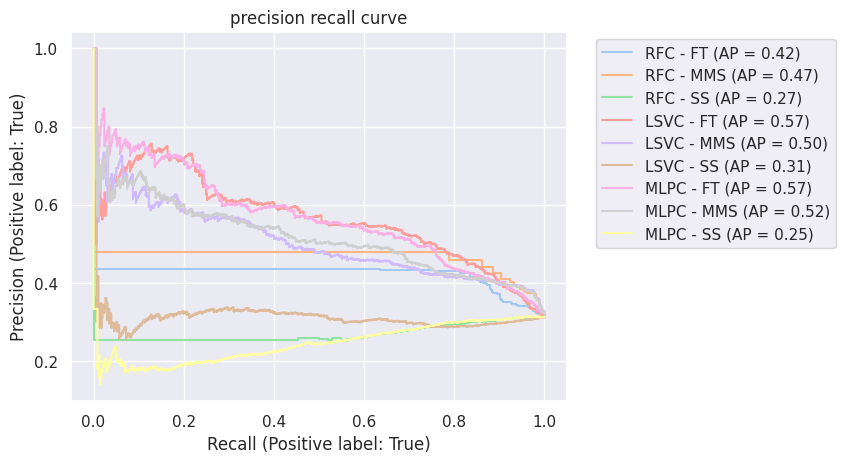 precision recall curve
1.0
0.8
0.6
0.4
0.2
Precision (Positive label: True)
0.0
0.2
0.4
0.6
0.8
1.0
Recall (Positive label: True)
RFC - FT (AP = 0.42)
RFC - MMS (AP = 0.47)
RFC - SS (AP = 0.27)
LSVC - FT (AP = 0.57)
LSVC - MMS (AP = 0.50)
LSVC - SS (AP = 0.31)
MLPC - FT (AP = 0.57)
MLPC - MMS (AP = 0.52)
MLPC - SS (AP = 0.25)